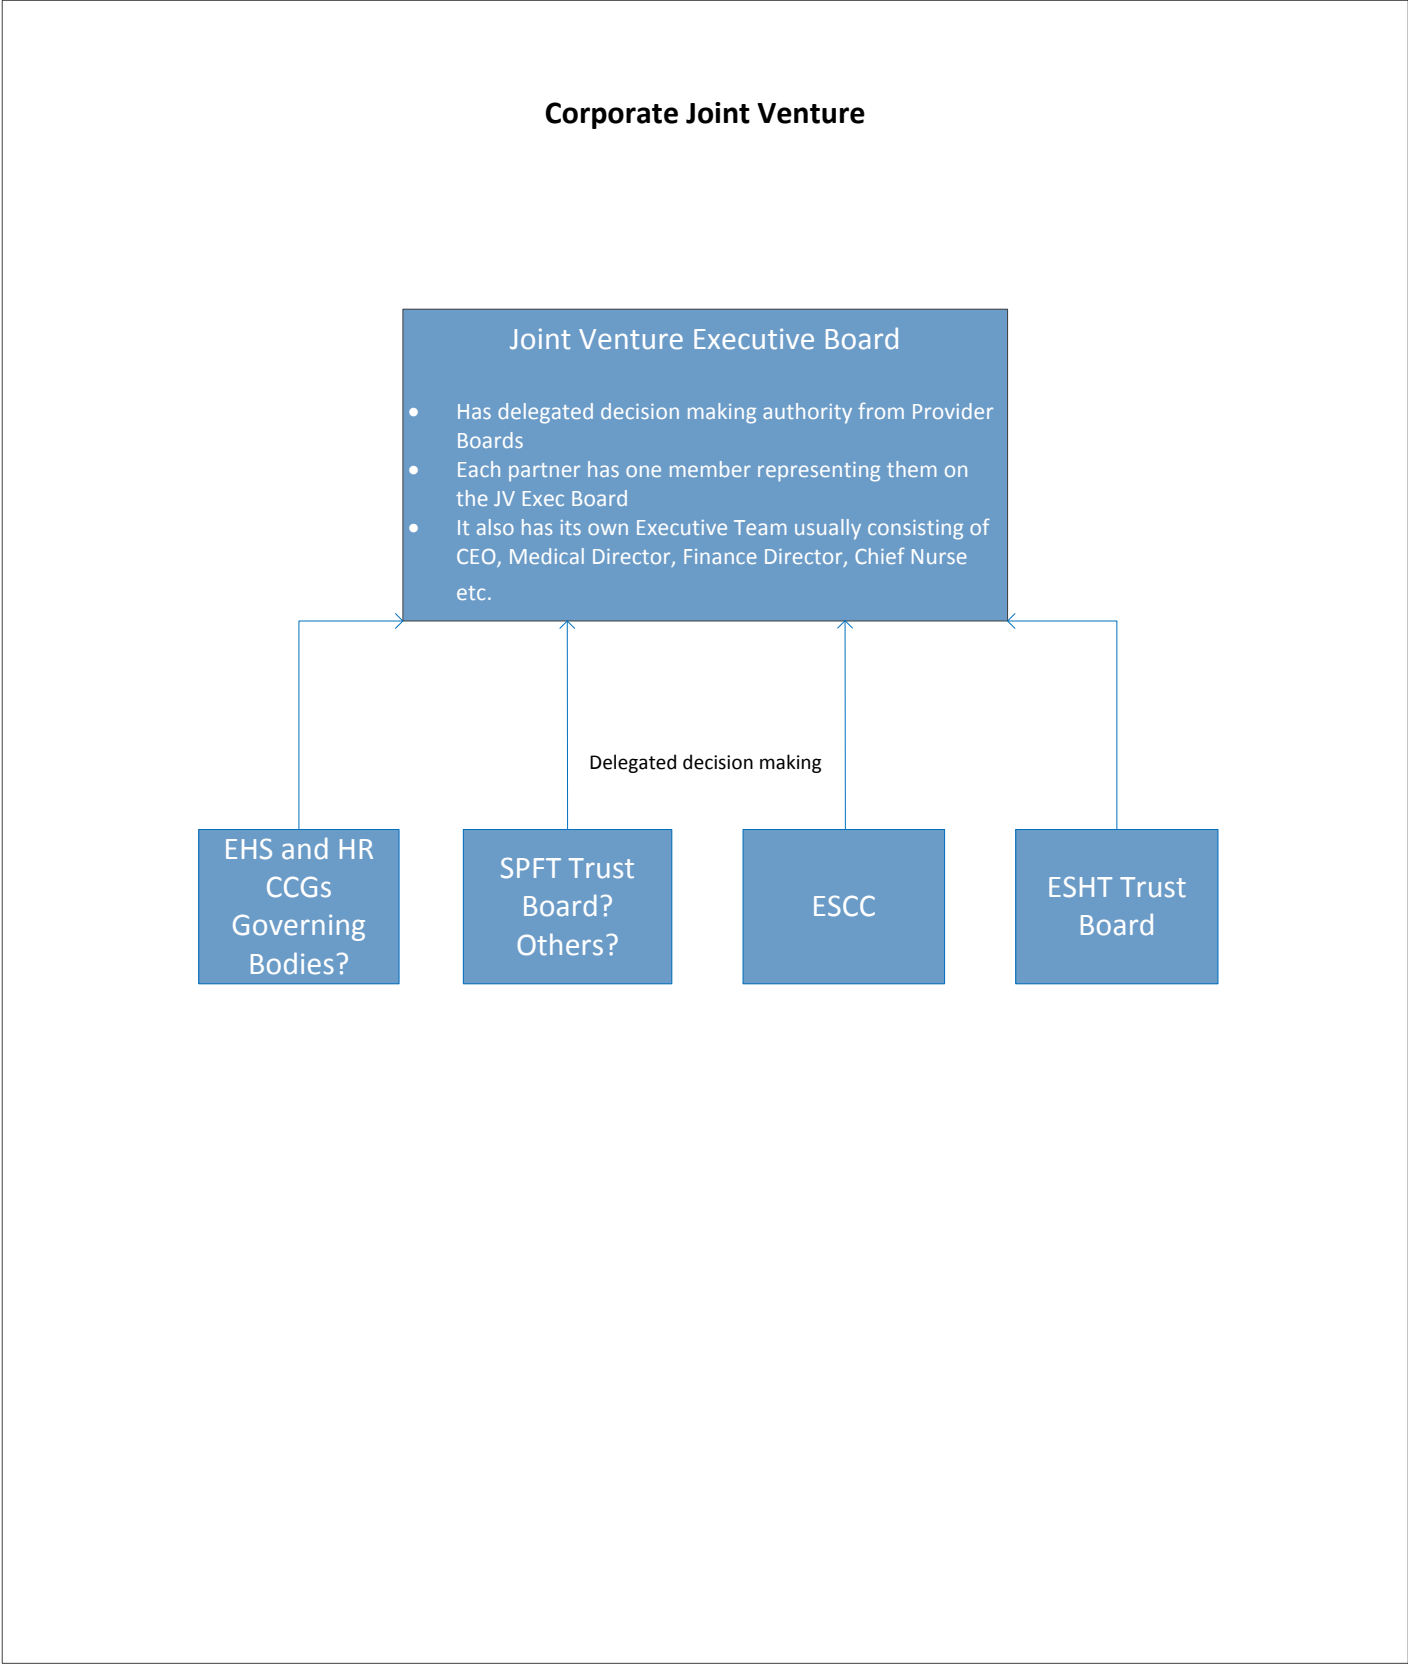 Corporate Joint Venture
Joint Venture Executive Board
• Has delegated decision making authority from Provider
Boards
• Each partner has one member representing them on
the JV Exec Board
• It also has its own Executive Team usually consisting of
CEO, Medical Director, Finance Director, Chief Nurse
etc.
Delegated decision making
EHS and HR
CCGs
Governing
Bodies?
SPFT Trust
Board?
Others?
ESCC
ESHT Trust
Board